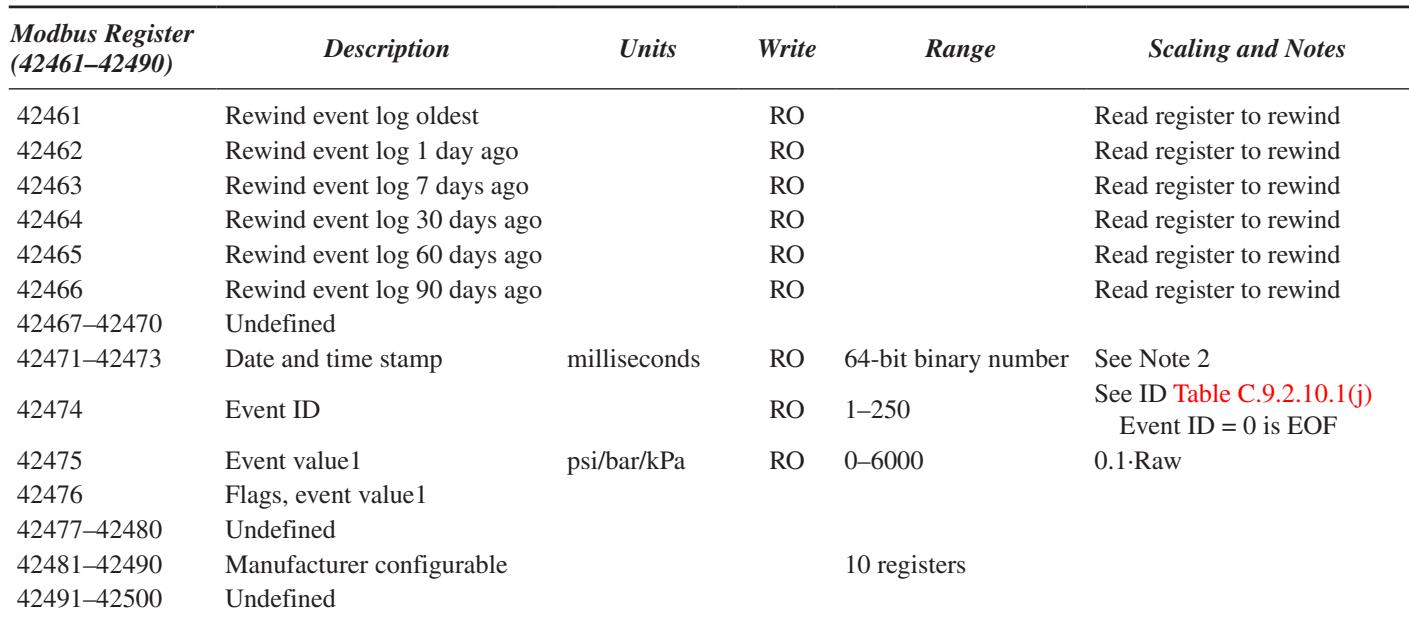 Modbus Register (42461–42490) Description Units Write Range Scaling and Notes
42461 Rewind event log oldest RO Read register to rewind
42462 Rewind event log 1 day ago RO Read register to rewind
42463 Rewind event log 7 days ago RO Read register to rewind
42464 Rewind event log 30 days ago RO Read register to rewind
42465 Rewind event log 60 days ago RO Read register to rewind
42466 Rewind event log 90 days ago RO Read register to rewind
42467–42470 Undefined
42471–42473 Date and time stamp milliseconds RO 64-bit binary number See Note 2
42474 Event ID RO 1–250 See ID Table C.9.2.10.1(j)
Event ID = 0 is EOF
42475 Event value1 psi/bar/kPa RO 0–6000 0.1·Raw
42476 Flags, event value1
42477–42480 Undefined
42481–42490 Manufacturer configurable 10 registers
42491–42500 Undefined